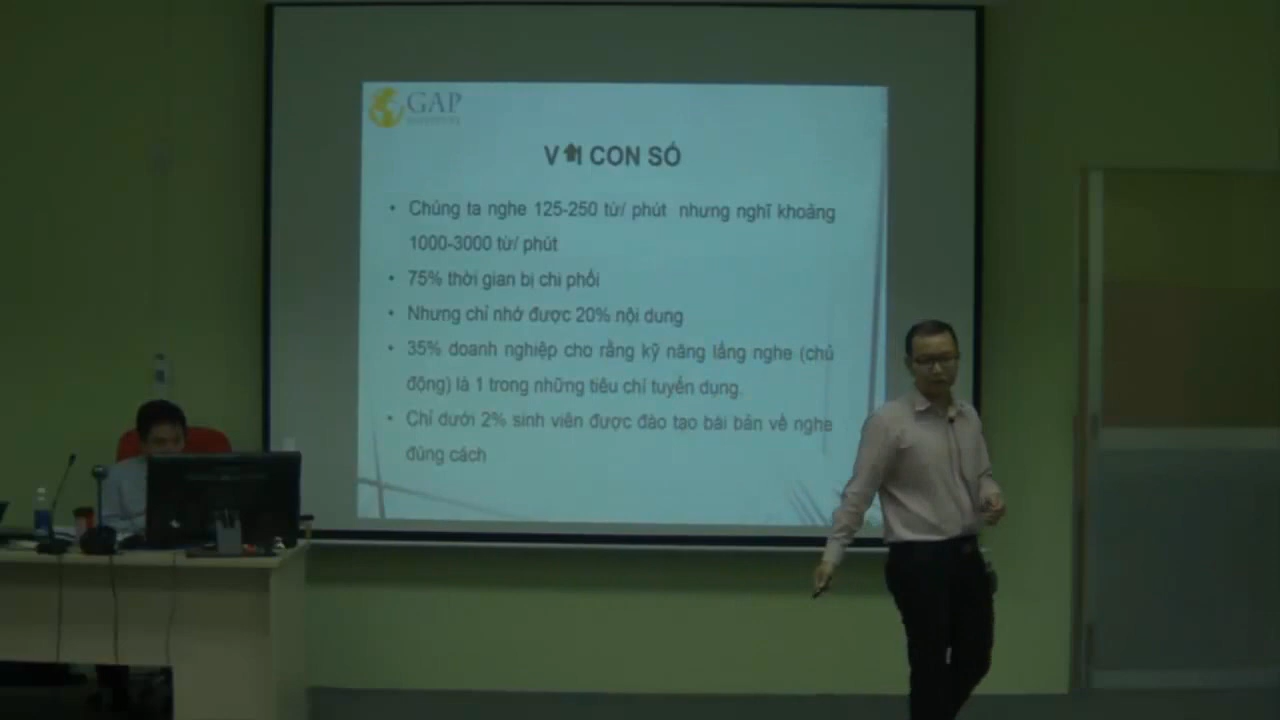 GAP
V I CON SỐ
• Chúng ta nghe 125-250 từ/ phút nhưng nghĩ khoảng
1000-3000 từ/ phút
• 75% thời gian bị chi phối
• Nhưng chỉ nhớ được 20% nội dung
• 35% doanh nghiệp cho rằng kỹ năng lắng nghe (chủ
động) là 1 trong những tiêu chí tuyển dụng.
• Chỉ dưới 2% sinh viên được đào tạo bài bản về nghe
đúng cách